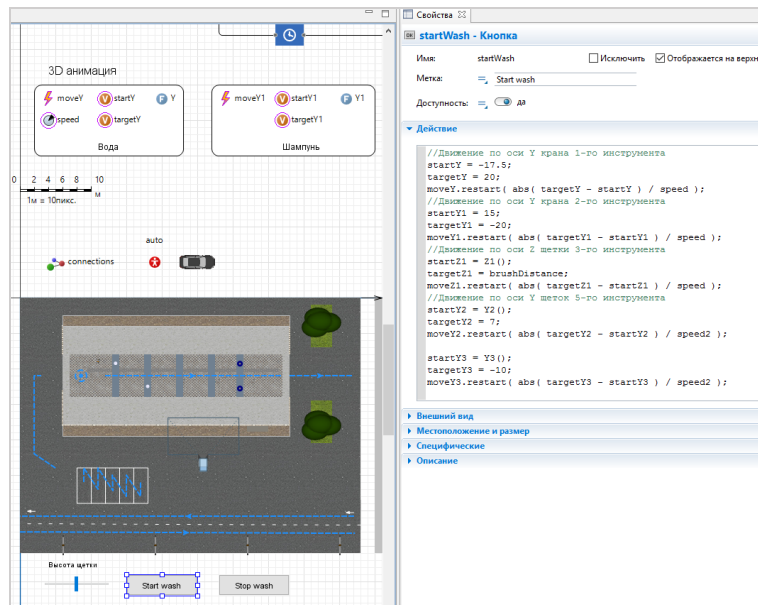 3D анимация
moveY
startY
Y
speed
targetY
Вода
moveY1
startY1
Y1
targetY1
Шампунь
0 2 4 6 8 10
м
1м = 10пикс.
auto
connections
Высота щетки
Start wash
Stop wash
Свойства
startWash - Кнопка
Имя: startWash Исключить Отображается на верхн
Метка: Start wash
Доступность: да
Действие
//Движение по оси Y крана 1-го инструмента
startY = -17.5;
targetY = 20;
moveY.restart( abs( targetY - startY ) / speed );
//Движение по оси Y крана 2-го инструмента
startY1 = 15;
targetY1 = -20;
moveY1.restart( abs( targetY1 - startY1 ) / speed );
//Движение по оси Z щетки 3-го инструмента
startZ1 = Z1();
targetZ1 = brushDistance;
moveZ1.restart( abs( targetZ1 - startZ1 ) / speed );
//Движение по оси Y щеток 5-го инструмента
startY2 = Y2();
targetY2 = 7;
moveY2.restart( abs( targetY2 - startY2 ) / speed2 );
startY3 = Y3();
targetY3 = -10;
moveY3.restart( abs( targetY3 - startY3 ) / speed2 );
Внешний вид
Местоположение и размер
Специфические
Описание